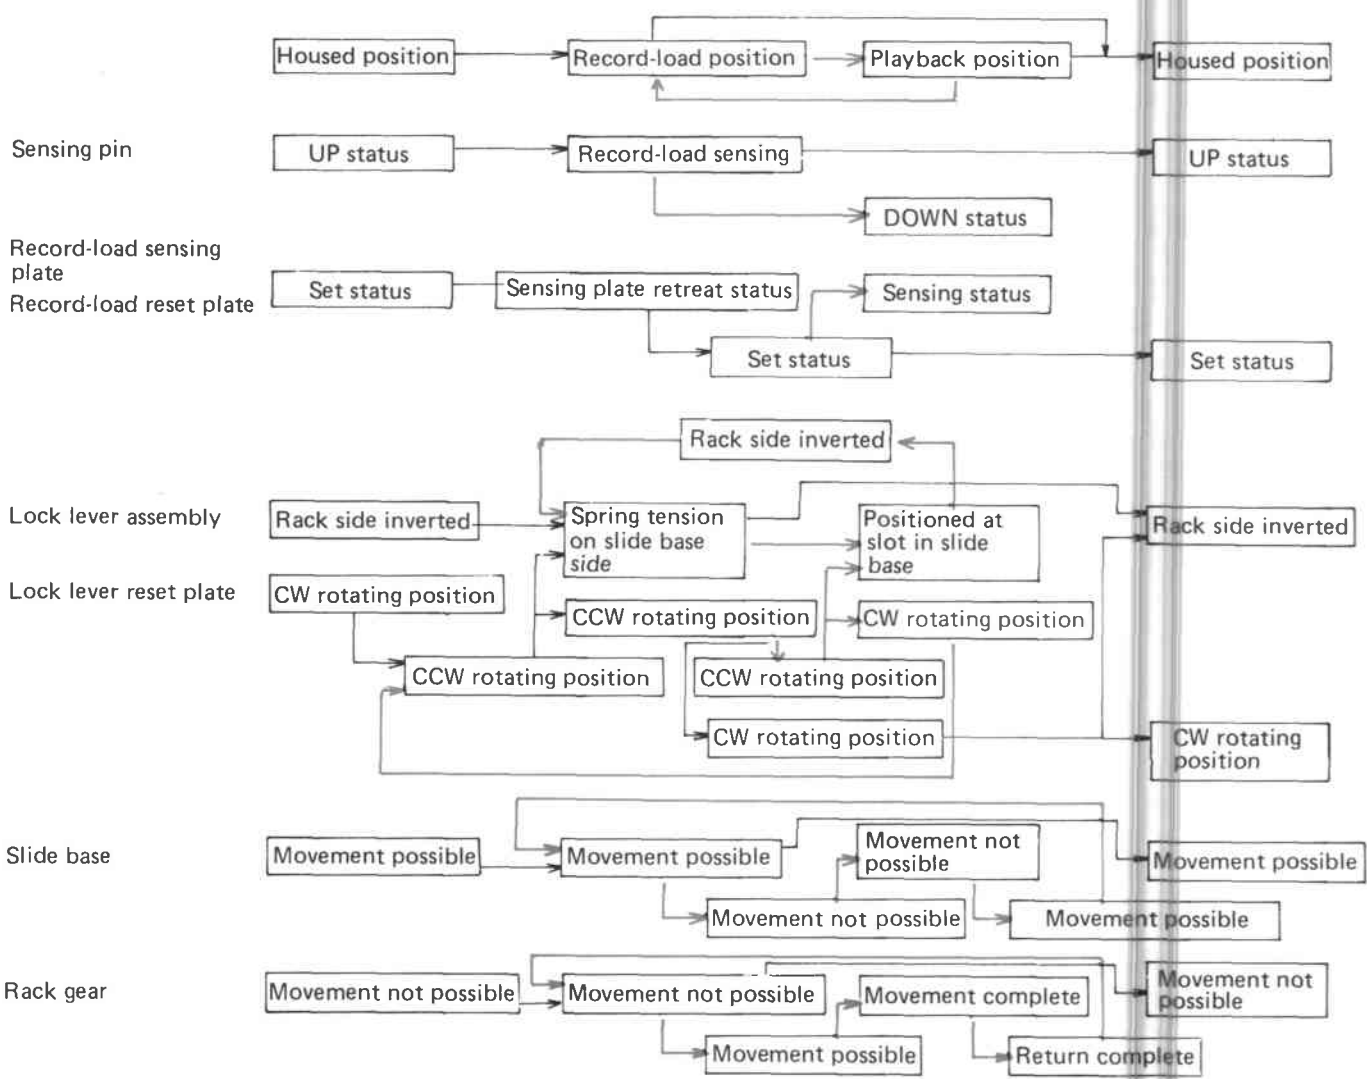 Housed position
Record-load position
Playback position
Housed position
Sensing pin
UP status
Record-load sensing
UP status
DOWN status
Record-load sensing
plate
Record-load reset plate
Set status
Sensing plate retreat status
Sensing status
Set status
Set status
Rack side inverted
Lock lever assembly
Rack side inverted
Spring tension
on slide base
side
Positioned at
slot in slide
base
Rack side inverted
Lock lever reset plate
CW rotating position
CCW rotating position
CW rotating position
CCW rotating position
CCW rotating position
CW rotating position
CW rotating
position
Slide base
Movement possible
Movement possible
Movement not
possible
Movement possible
Movement not possible
Movement possible
Rack gear
Movement not possible
Movement not possible
Movement complete
Movement not
possible
Movement possible
Return complete